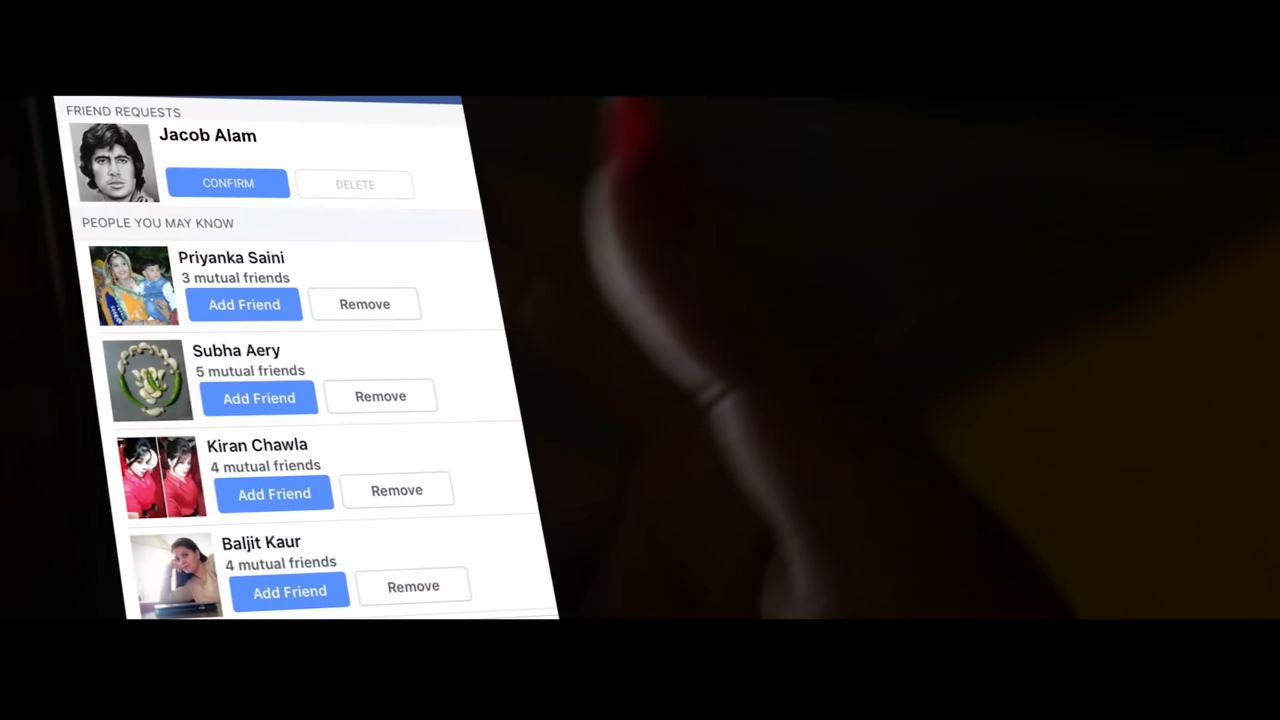 FRIEND REQUESTS
Jacob Alam
CONFIRM DELETE
PEOPLE YOU MAY KNOW
Priyanka Saini
3 mutual friends
Add Friend Remove
Subha Aery
5 mutual friends
Add Friend Remove
Kiran Chawla
4 mutual friends
Add Friend Remove
Baljit Kaur
4 mutual friends
Add Friend Remove